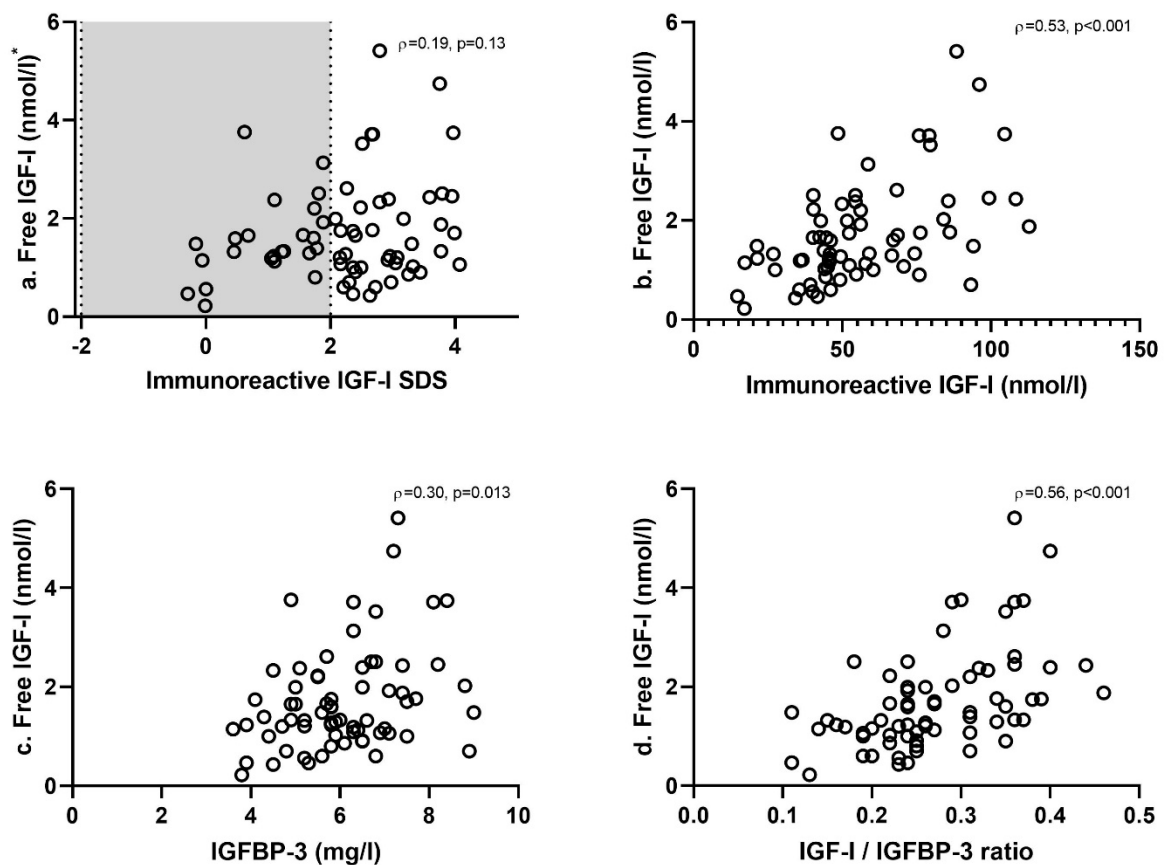 ρ=0.19, p=0.13
a. Free IGF-I (nmol/l)*
6
4
2
0
-2 0 2 4
Immunoreactive IGF-I SDS
ρ=0.53, p<0.001
b. Free IGF-I (nmol/l)
6
4
2
0
0 50 100 150
Immunoreactive IGF-I (nmol/l)
ρ=0.30, p=0.013
c. Free IGF-I (nmol/l)
6
4
2
0
0 2 4 6 8 10
IGFBP-3 (mg/l)
ρ=0.56, p<0.001
d. Free IGF-I (nmol/l)
6
4
2
0
0.0 0.1 0.2 0.3 0.4 0.5
IGF-I / IGFBP-3 ratio